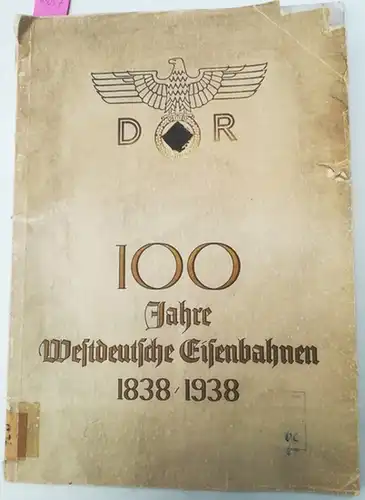 D R
100
Jahre
Westdeutsche Eisenbahnen
1838 / 1938